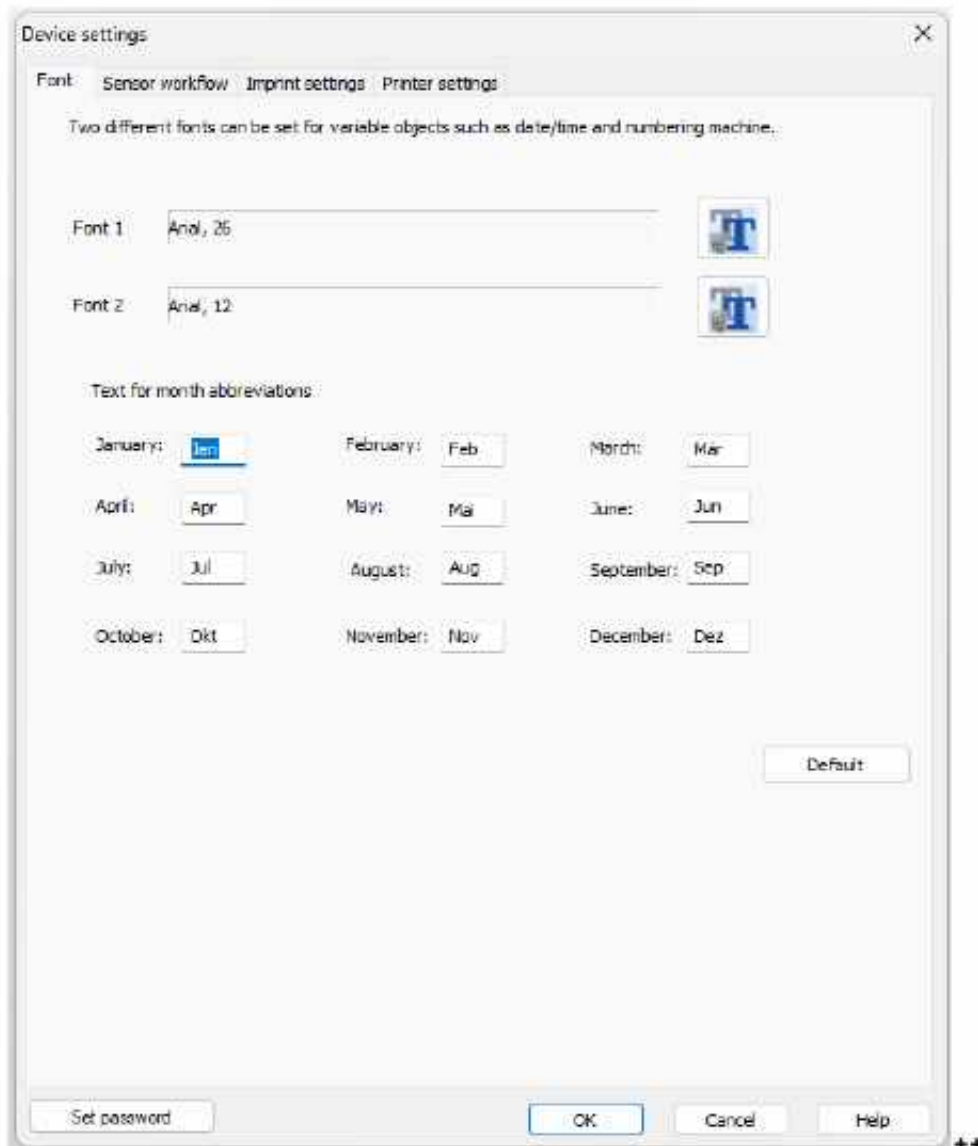 Device settings
Font Sensor workflow Imprint settings Printer settings
Two different fonts can be set for variable objects such as date/time and numbering machine.
Font 1 Arial, 26
Font 2 Arial, 12
Text for month abbreviations
January: Jan February: Feb March: Mär
April: Apr May: Mai June: Jun
July: Jul August: Aug September: Sep
October: Okt November: Nov December: Dez
Default
Set password OK Cancel Help